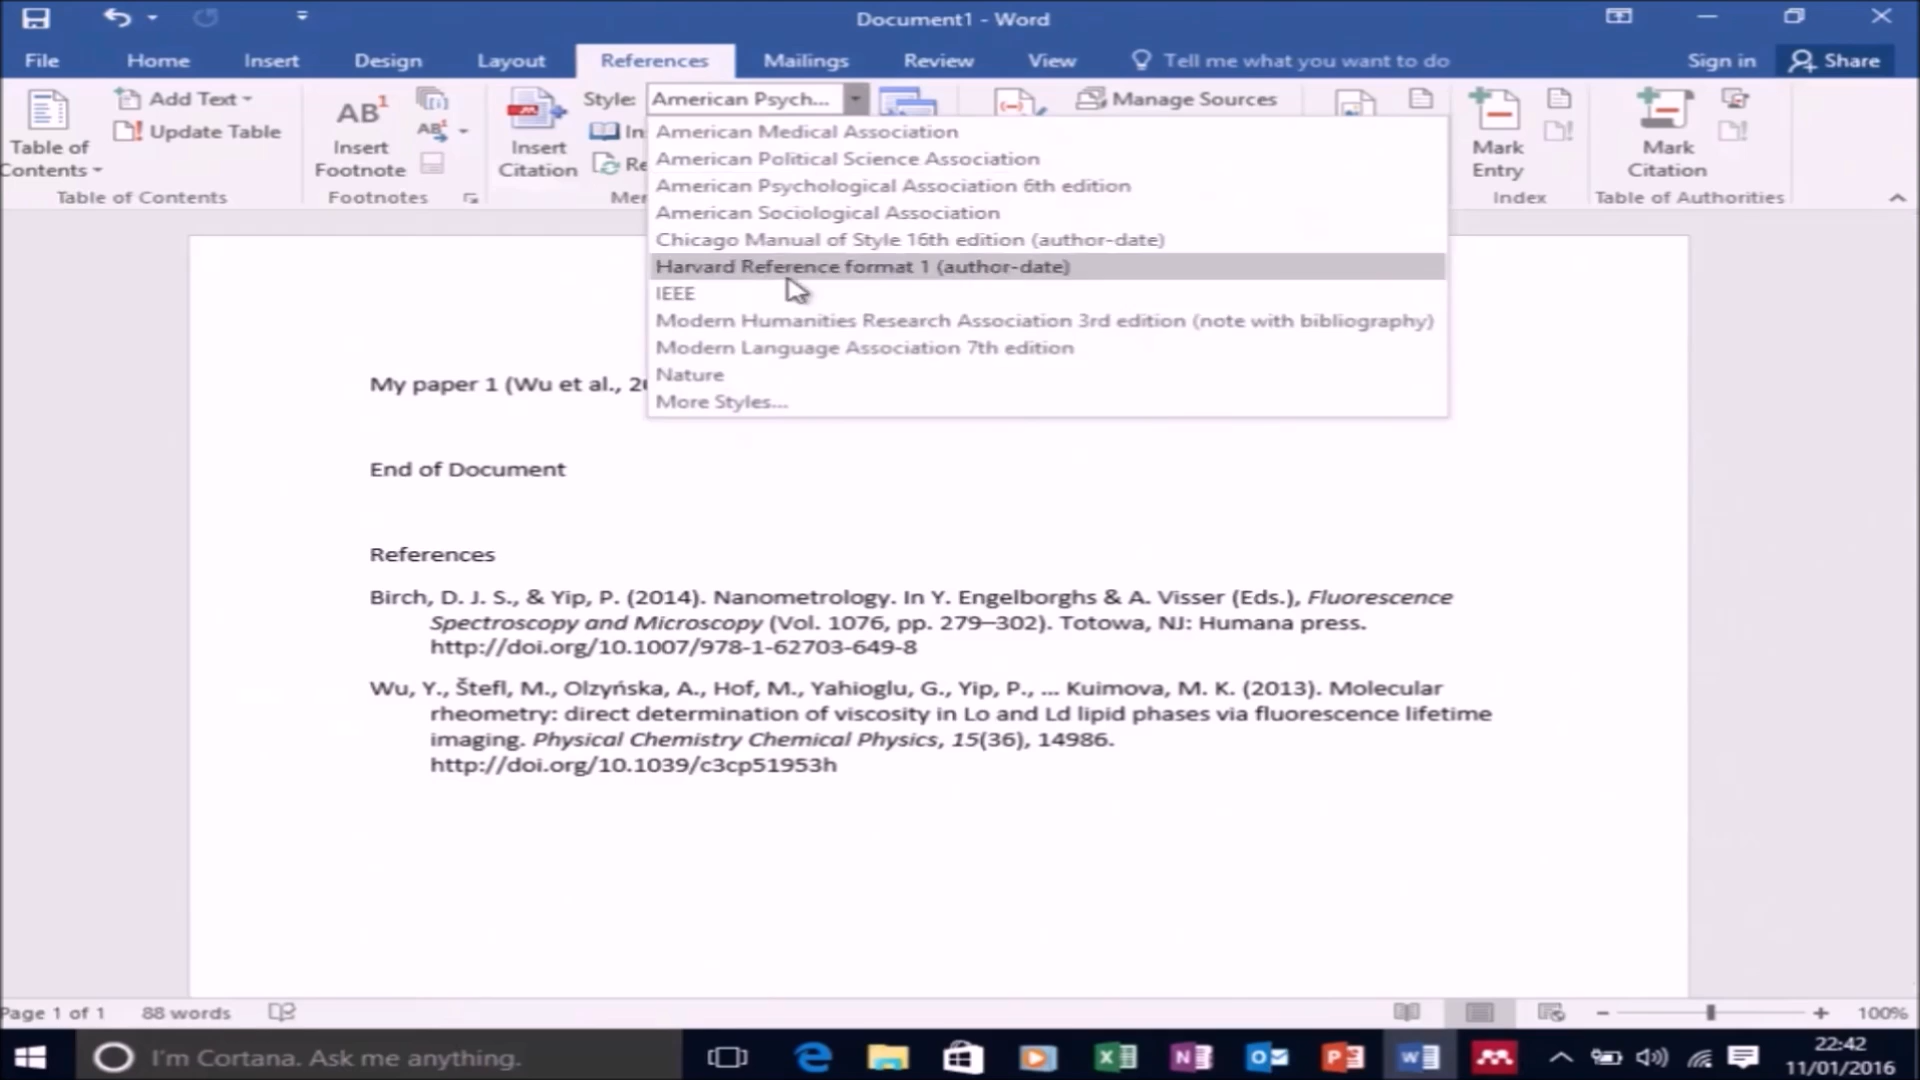 Document1 - Word
File Home Insert Design Layout References Mailings Review View Tell me what you want to do Sign in Share
Table of Contents
Add Text
Update Table
Table of Contents
AB1
Insert Footnote
AB
Footnotes
Insert Citation
Style: American Psych...
Manage Sources
American Medical Association
American Political Science Association
American Psychological Association 6th edition
American Sociological Association
Chicago Manual of Style 16th edition (author-date)
Harvard Reference format 1 (author-date)
IEEE
Modern Humanities Research Association 3rd edition (note with bibliography)
Modern Language Association 7th edition
Nature
More Styles...
Mark Entry
Index
Mark Citation
Table of Authorities
My paper 1 (Wu et al., 20
End of Document
References
Birch, D. J. S., & Yip, P. (2014). Nanometrology. In Y. Engelborghs & A. Visser (Eds.), Fluorescence
Spectroscopy and Microscopy (Vol. 1076, pp. 279–302). Totowa, NJ: Humana press.
http://doi.org/10.1007/978-1-62703-649-8
Wu, Y., Štefl, M., Olzyńska, A., Hof, M., Yahioglu, G., Yip, P., … Kuimova, M. K. (2013). Molecular
rheometry: direct determination of viscosity in Lo and Ld lipid phases via fluorescence lifetime
imaging. Physical Chemistry Chemical Physics, 15(36), 14986.
http://doi.org/10.1039/c3cp51953h
Page 1 of 1 88 words 100%
I'm Cortana. Ask me anything.
22:42
11/01/2016